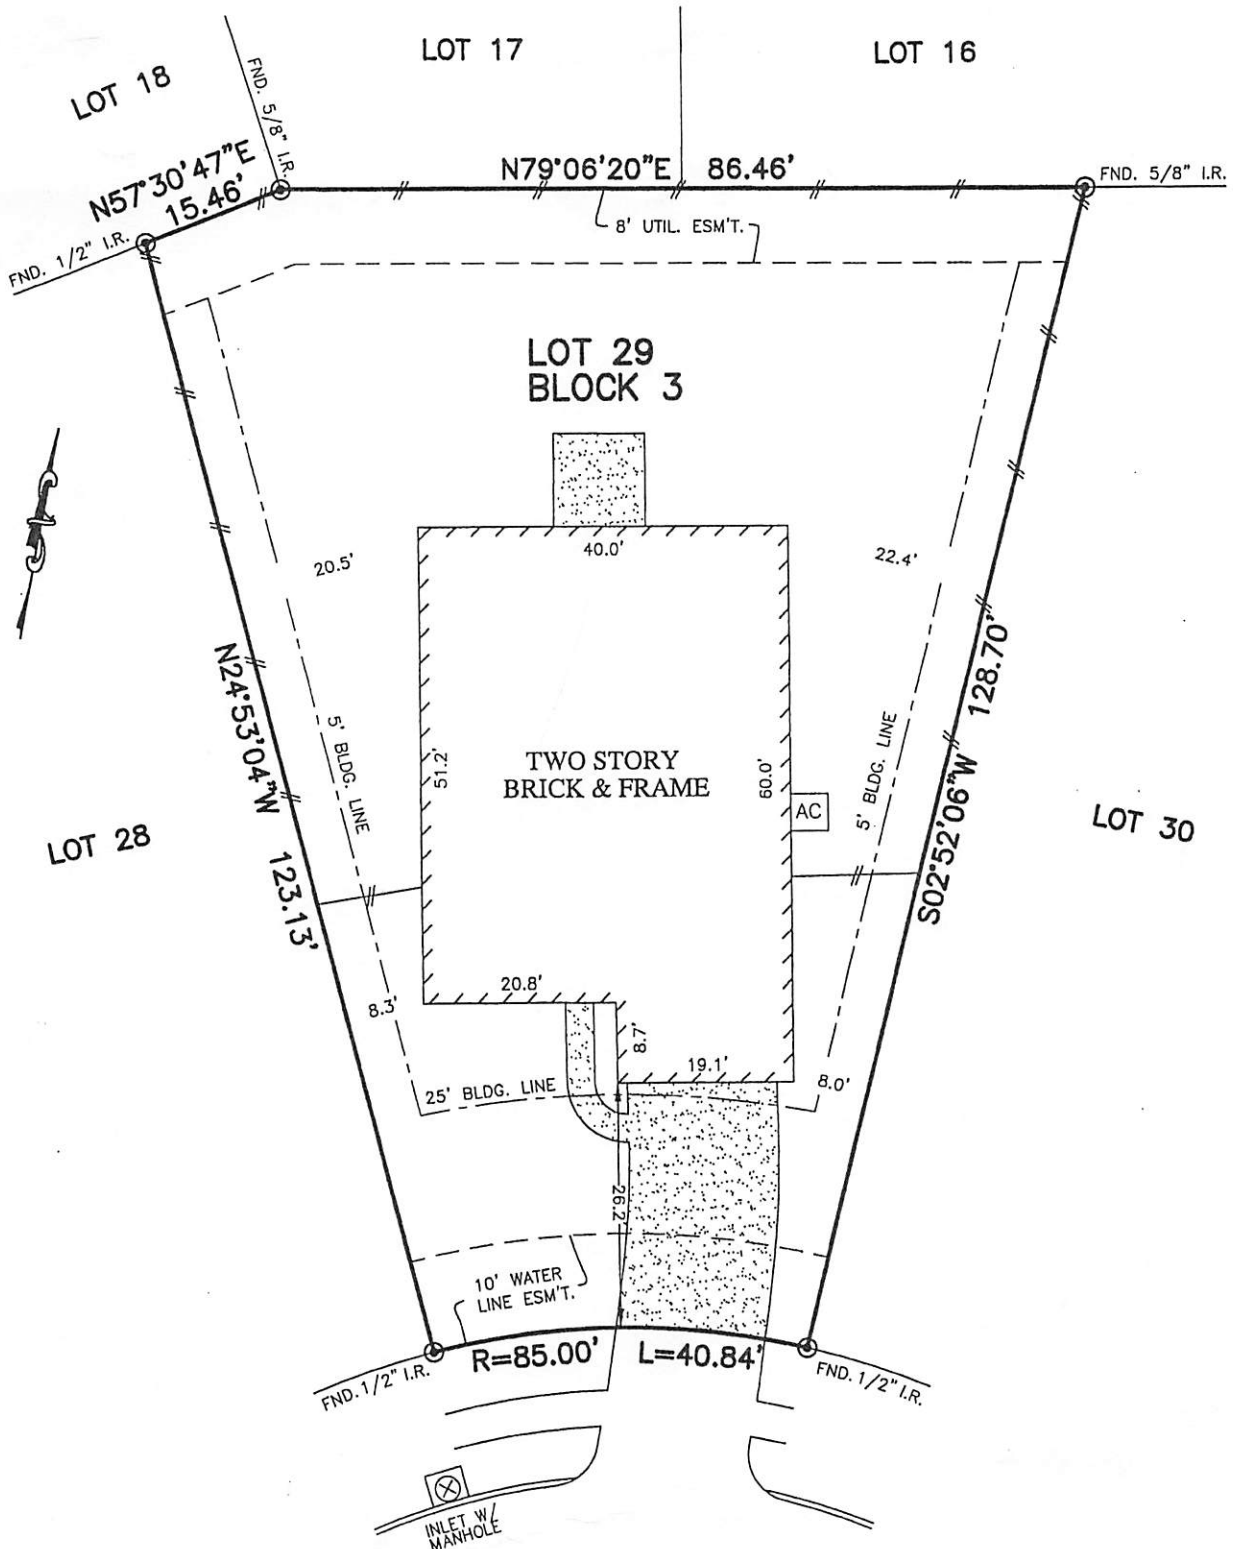 LOT 17
LOT 16
LOT 18
FND. 5/8" I.R.
N57°30'47"E
15.46'
N79°06'20"E 86.46'
FND. 5/8" I.R.
FND. 1/2" I.R.
8' UTIL. ESM'T.
LOT 29
BLOCK 3
40.0'
20.5'
22.4'
N24°53'04"W 123.13'
5' BLDG. LINE
51.2'
TWO STORY
BRICK & FRAME
60.0'
AC
5' BLDG. LINE
S02°52'06"W 128.70'
LOT 28
LOT 30
20.8'
8.3'
8.7'
19.1'
8.0'
25' BLDG. LINE
26.2
10' WATER
LINE ESM'T.
R=85.00' L=40.84'
FND. 1/2" I.R.
FND. 1/2" I.R.
INLET W/
MANHOLE